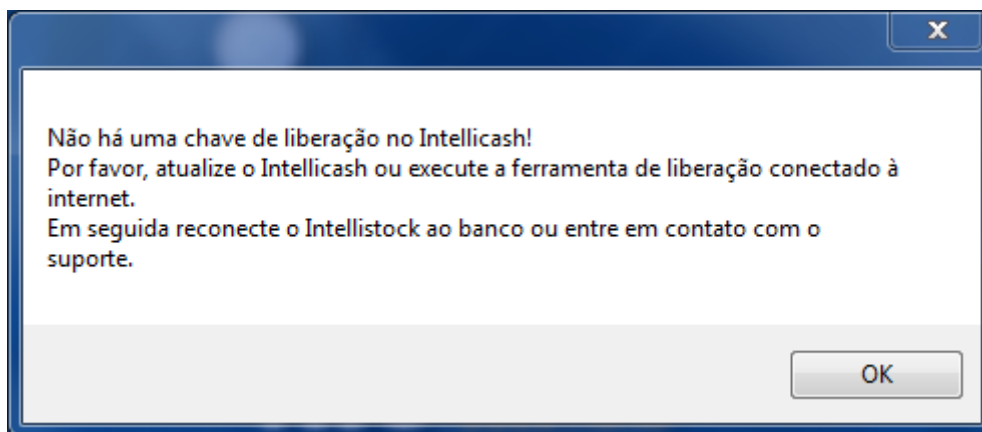 Não há uma chave de liberação no Intellicash!
Por favor, atualize o Intellicash ou execute a ferramenta de liberação conectado à
internet.
Em seguida reconecte o Intellistock ao banco ou entre em contato com o
suporte.
OK